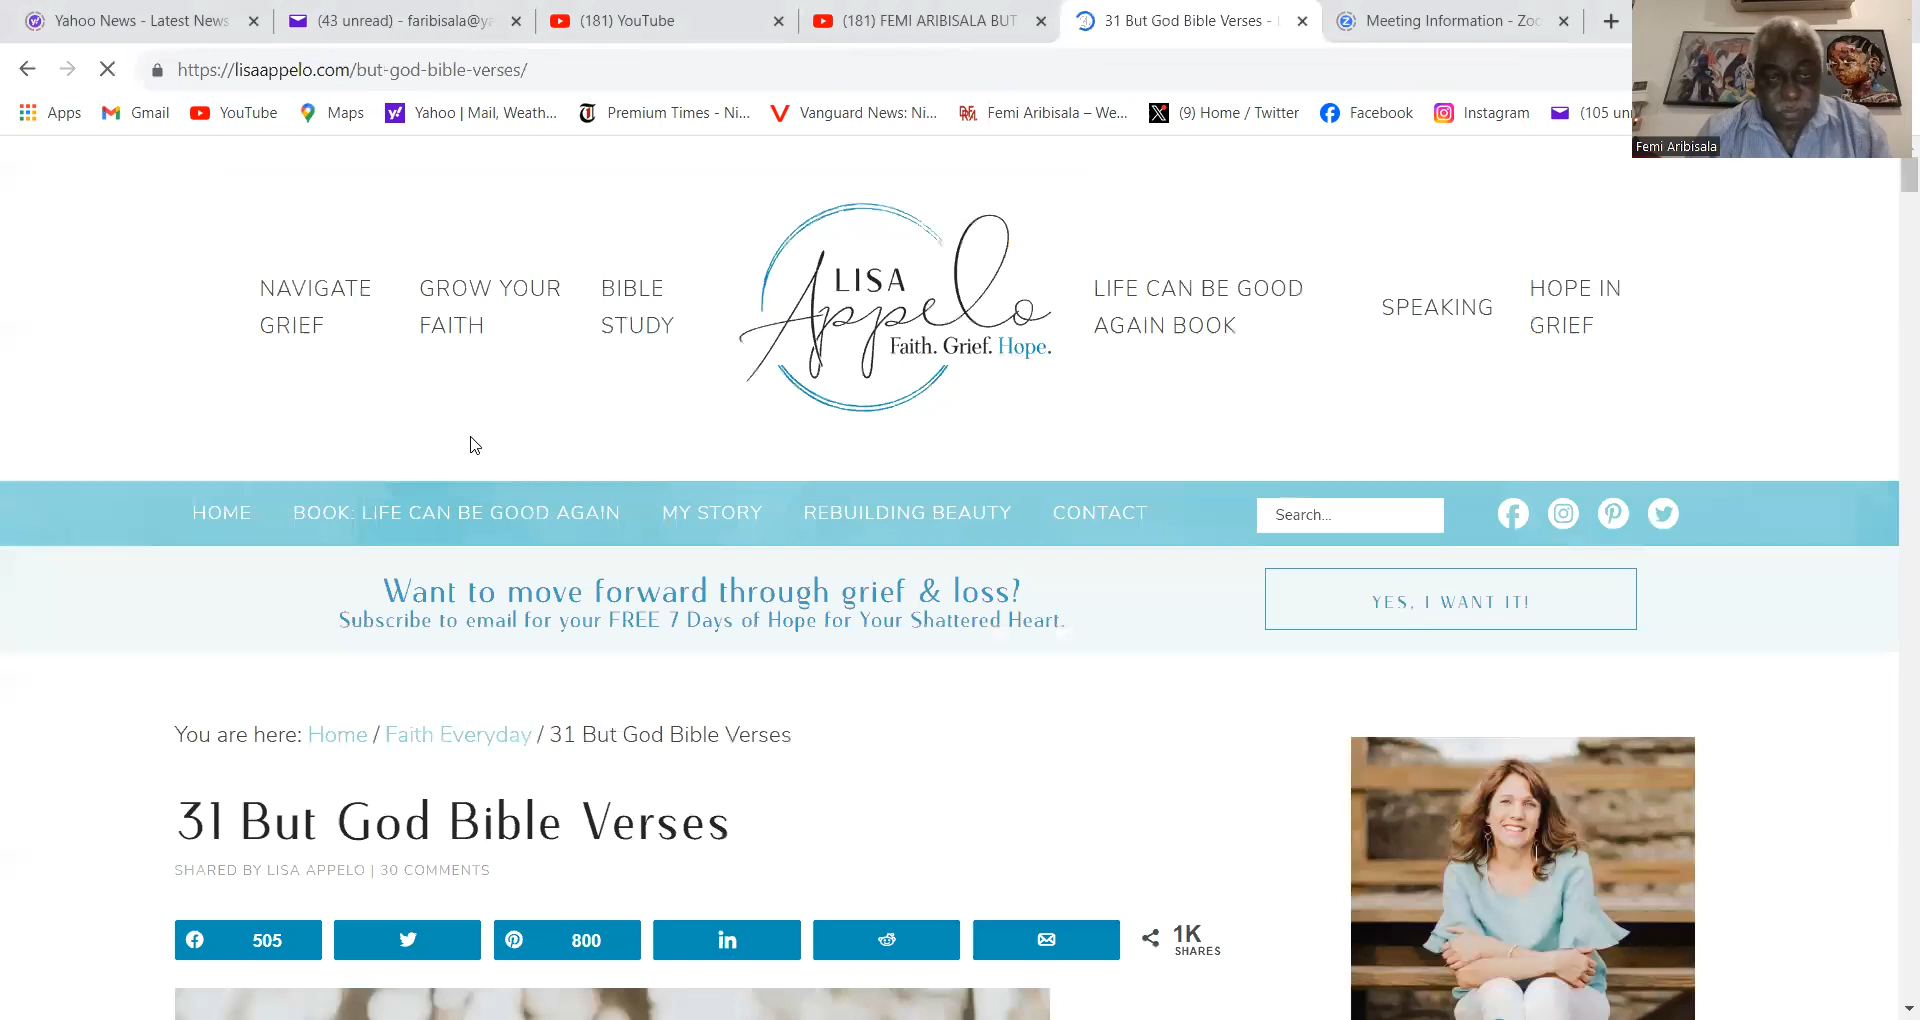 Yahoo News - Latest News
(43 unread) - faribisala@ya
(181) YouTube
(181) FEMI ARIBISALA BUT
31 But God Bible Verses -
Meeting Information - Zoo
https://lisaappelo.com/but-god-bible-verses/
Apps
Gmail
YouTube
Maps
Yahoo | Mail, Weath...
Premium Times - Ni...
Vanguard News: Ni...
Femi Aribisala – We...
(9) Home / Twitter
Facebook
Instagram
(105 un
Femi Aribisala
NAVIGATE
GRIEF
GROW YOUR
FAITH
BIBLE
STUDY
LISA
Appelo
Faith. Grief. Hope.
LIFE CAN BE GOOD
AGAIN BOOK
SPEAKING
HOPE IN
GRIEF
HOME
BOOK: LIFE CAN BE GOOD AGAIN
MY STORY
REBUILDING BEAUTY
CONTACT
Search...
Want to move forward through grief & loss?
Subscribe to email for your FREE 7 Days of Hope for Your Shattered Heart.
YES, I WANT IT!
You are here: Home / Faith Everyday / 31 But God Bible Verses
31 But God Bible Verses
SHARED BY LISA APPELO | 30 COMMENTS
505
800
1K
SHARES